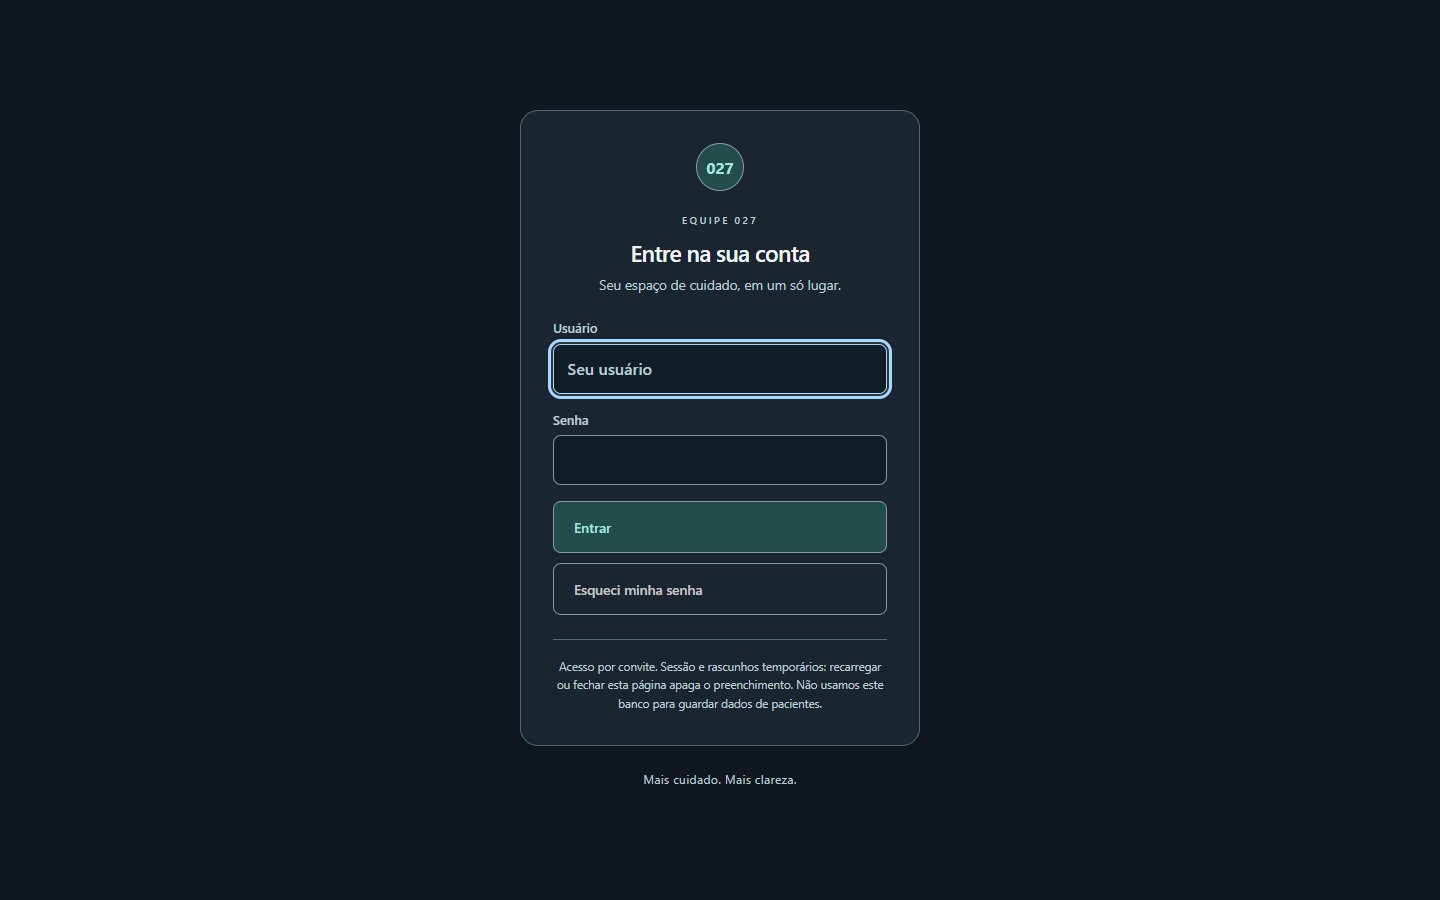 027
EQUIPE 027
Entre na sua conta
Seu espaço de cuidado, em um só lugar.
Usuário
Seu usuário
Senha
Entrar
Esqueci minha senha
Acesso por convite. Sessão e rascunhos temporários: recarregar
ou fechar esta página apaga o preenchimento. Não usamos este
banco para guardar dados de pacientes.
Mais cuidado. Mais clareza.